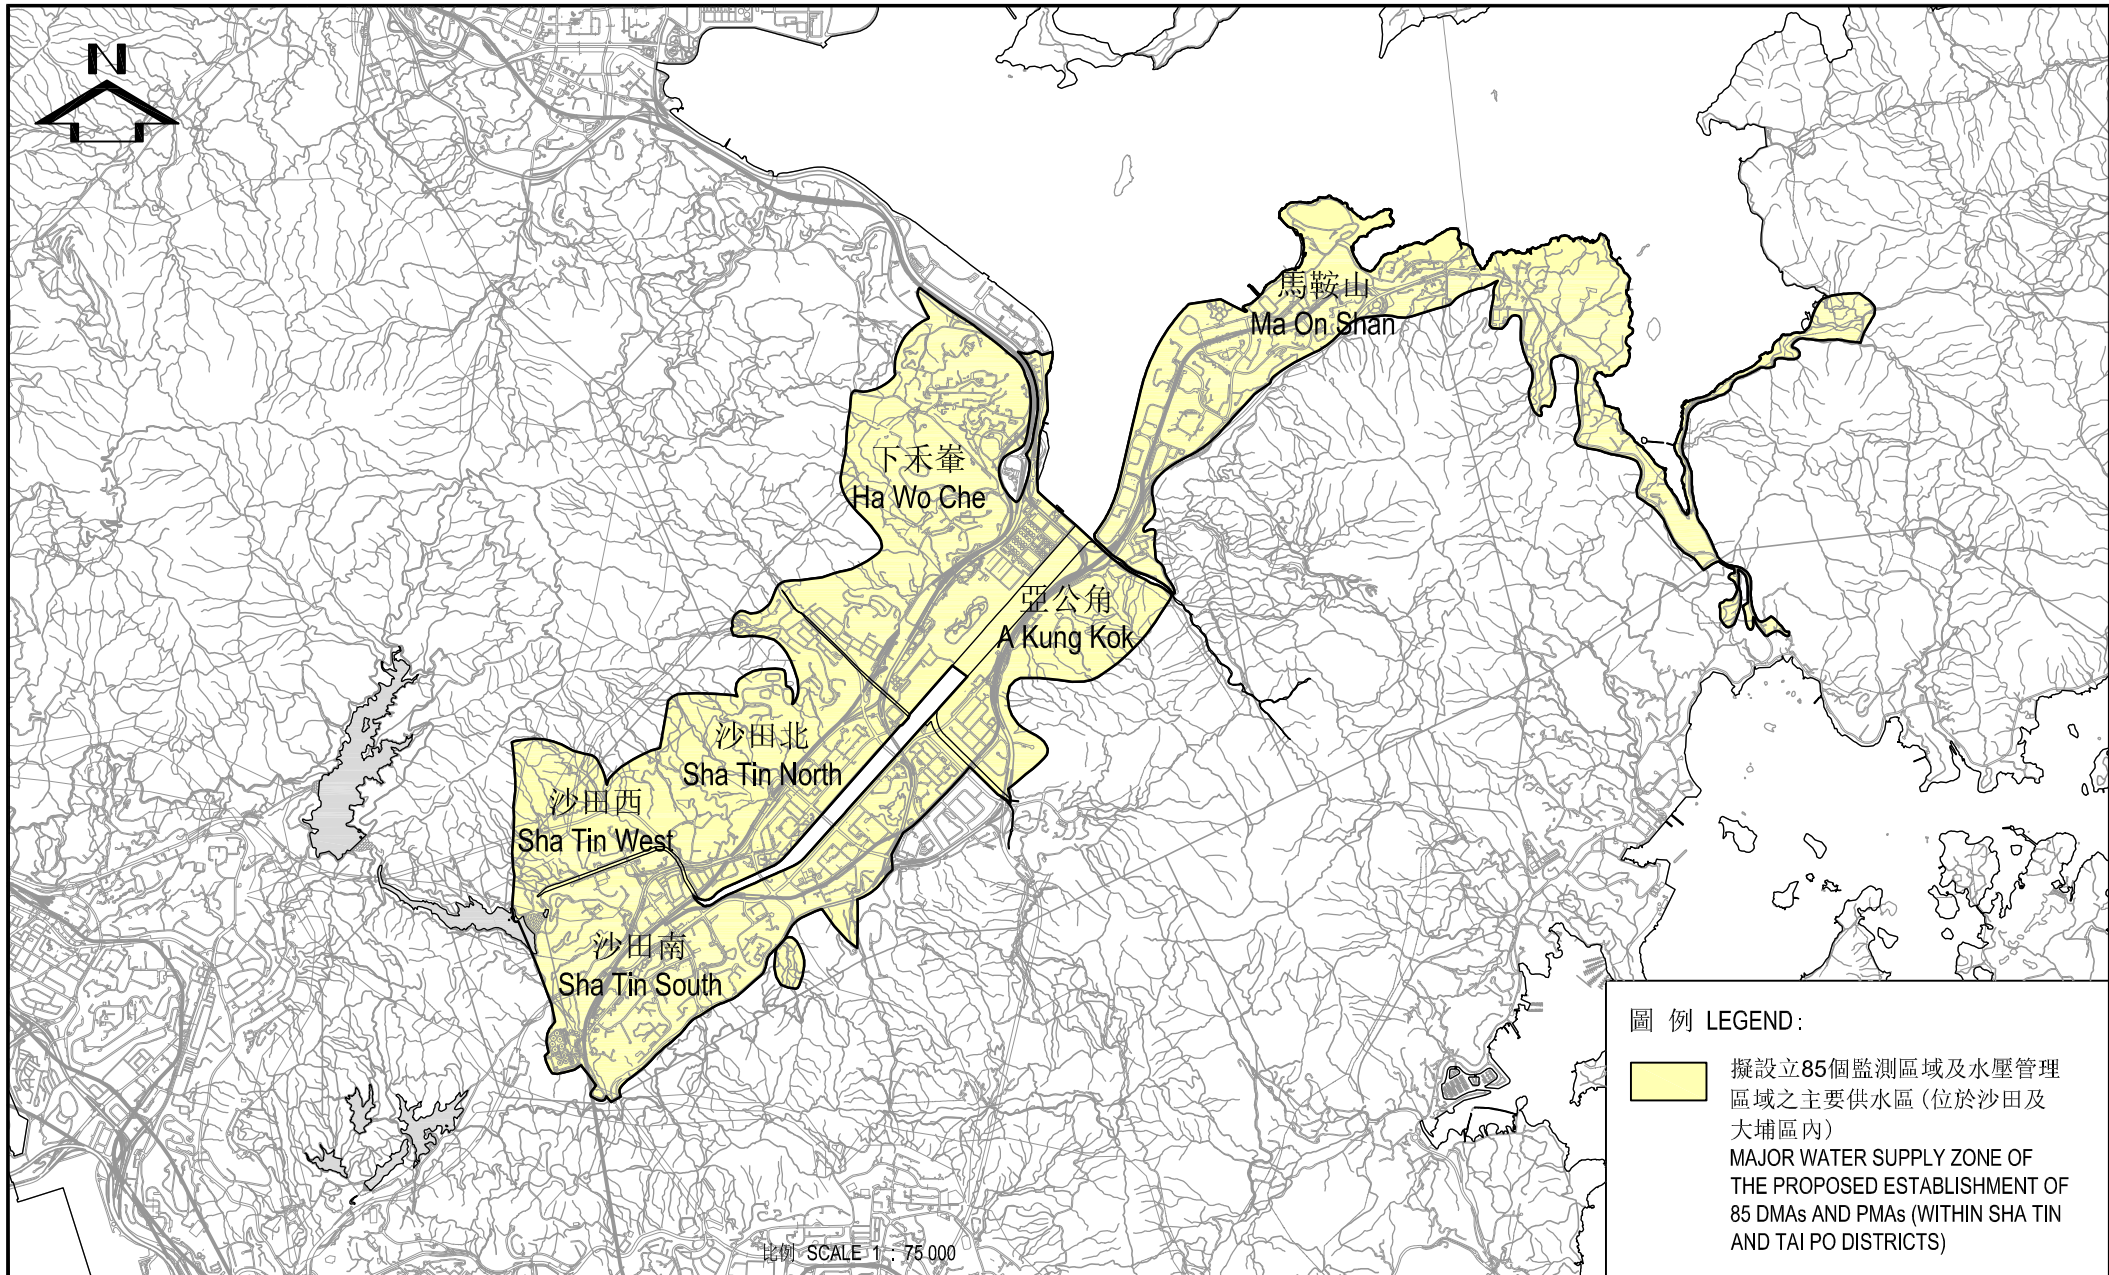 N
馬鞍山
Ma On Shan
下禾輋
Ha Wo Che
亞公角
A Kung Kok
沙田北
Sha Tin North
沙田西
Sha Tin West
沙田南
Sha Tin South
圖 例 LEGEND:
擬設立85個監測區域及水壓管理
區域之主要供水區 (位於沙田及
大埔區內)
MAJOR WATER SUPPLY ZONE OF
THE PROPOSED ESTABLISHMENT OF
85 DMAs AND PMAs (WITHIN SHA TIN
AND TAI PO DISTRICTS)
比例 SCALE 1 : 75 000